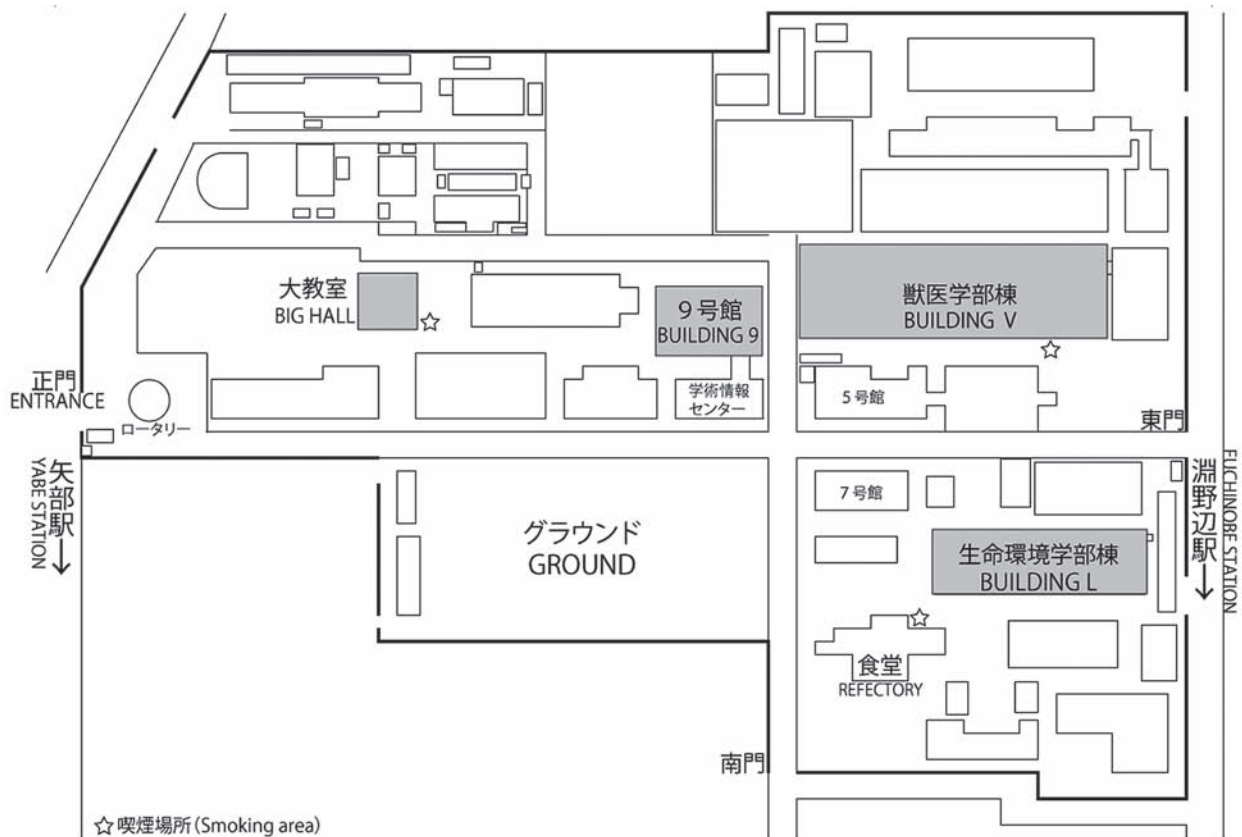 大教室
BIG HALL
9号館
BUILDING 9
獣医学部棟
BUILDING V
正門
ENTRANCE
ロータリー
学術情報
センター
5号館
東門
矢部駅
YABE STATION
グラウンド
GROUND
7号館
生命環境学部棟
BUILDING L
淵野辺駅
FUCHINOBE STATION
食堂
REFECTORY
南門
☆喫煙場所(Smoking area)